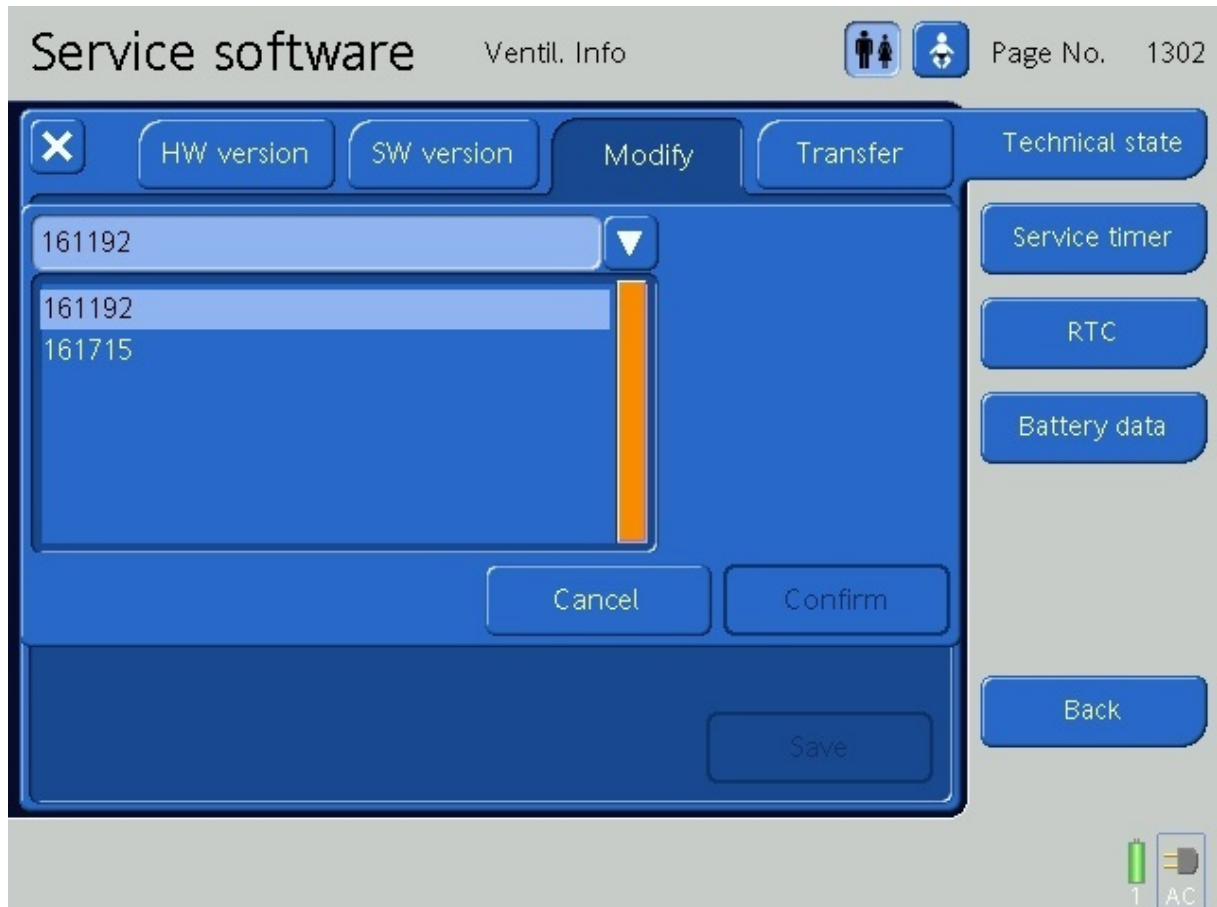 Service software Ventil. Info Page No. 1302
HW version SW version Modify Transfer Technical state
161192
161192
161715
Service timer
RTC
Battery data
Cancel Confirm
Back
Save
1 AC